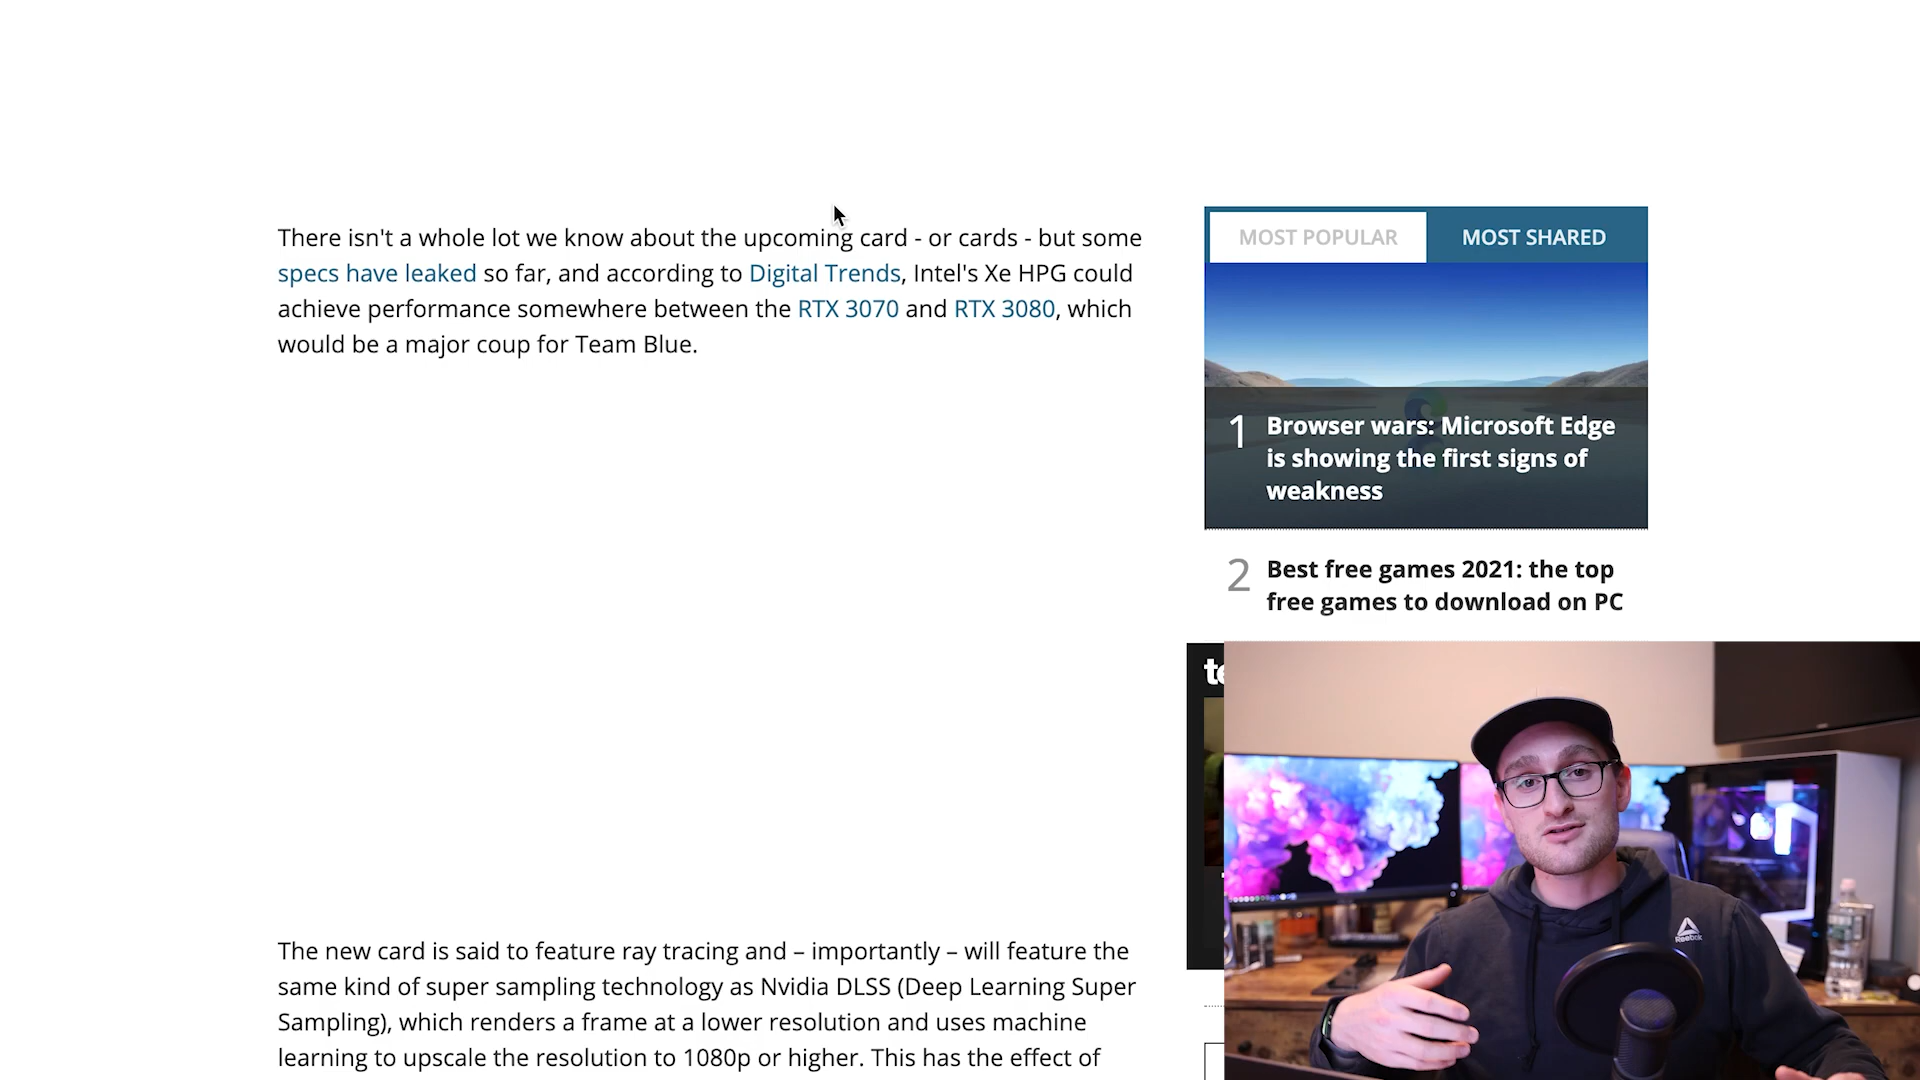 There isn't a whole lot we know about the upcoming card - or cards - but some
specs have leaked so far, and according to Digital Trends, Intel's Xe HPG could
achieve performance somewhere between the RTX 3070 and RTX 3080, which
would be a major coup for Team Blue.
The new card is said to feature ray tracing and – importantly – will feature the
same kind of super sampling technology as Nvidia DLSS (Deep Learning Super
Sampling), which renders a frame at a lower resolution and uses machine
learning to upscale the resolution to 1080p or higher. This has the effect of
MOST POPULAR
MOST SHARED
1
Browser wars: Microsoft Edge
is showing the first signs of
weakness
2
Best free games 2021: the top
free games to download on PC
Reebok